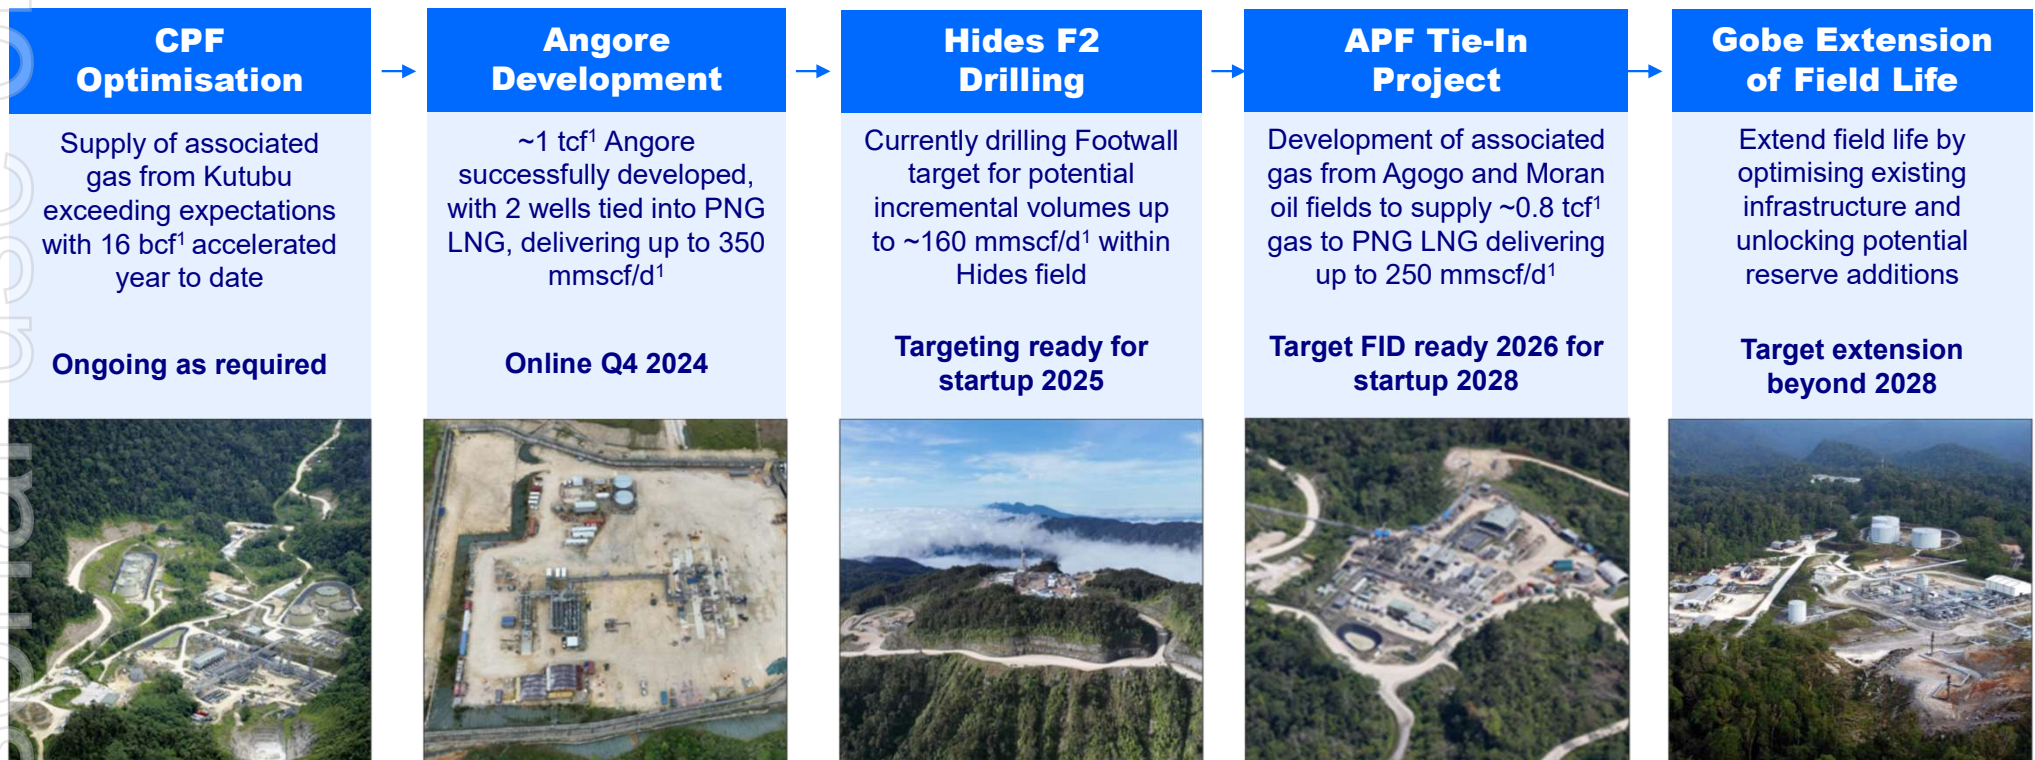 CPF
Optimisation
Supply of associated
gas from Kutubu
exceeding expectations
with 16 bcf¹ accelerated
year to date
Ongoing as required
Angore
Development
~1 tcf¹ Angore
successfully developed,
with 2 wells tied into PNG
LNG, delivering up to 350
mmscf/d¹
Online Q4 2024
Hides F2
Drilling
Currently drilling Footwall
target for potential
incremental volumes up
to ~160 mmscf/d¹ within
Hides field
Targeting ready for
startup 2025
APF Tie-In
Project
Development of associated
gas from Agogo and Moran
oil fields to supply ~0.8 tcf¹
gas to PNG LNG delivering
up to 250 mmscf/d¹
Target FID ready 2026 for
startup 2028
Gobe Extension
of Field Life
Extend field life by
optimising existing
infrastructure and
unlocking potential
reserve additions
Target extension
beyond 2028